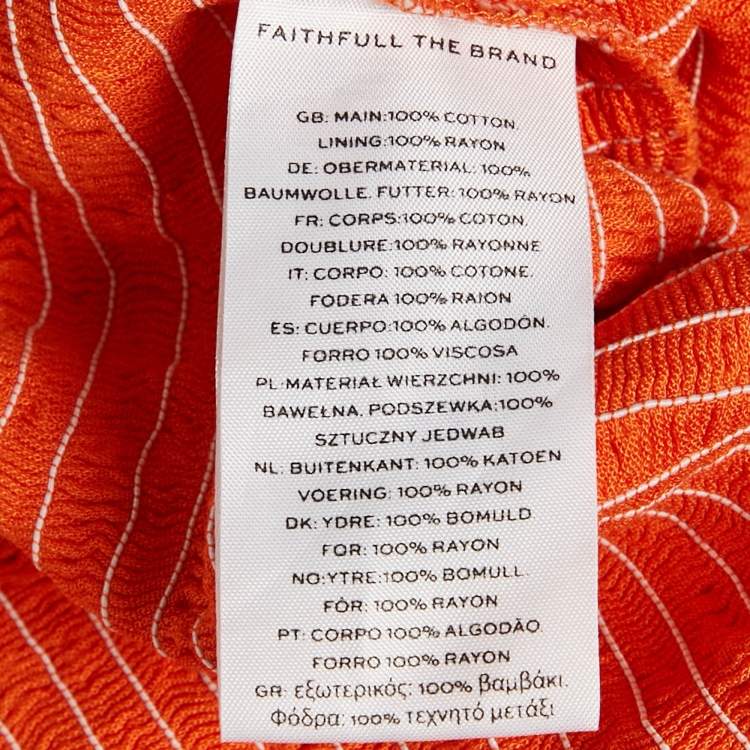 FAITHFULL THE BRAND
GB: MAIN:100% COTTON.
LINING:100% RAYON
DE: OBERMATERIAL: 100%
BAUMWOLLE. FUTTER: 100% RAYON
FR: CORPS:100% COTON.
DOUBLURE:100% RAYONNE
IT: CORPO: 100% COTONE.
FODERA 100% RAION
ES: CUERPO:100% ALGODÓN.
FORRO 100% VISCOSA
PL:MATERIAŁ WIERZCHNI: 100%
BAWEŁNA. PODSZEWKA:100%
SZTUCZNY JEDWAB
NL. BUITENKANT: 100% KATOEN
VOERING: 100% RAYON
DK: YDRE: 100% BOMULD
FOR: 100% RAYON
NO:YTRE:100% BOMULL.
FÔR: 100% RAYON
PT: CORPO 100% ALGODÃO.
FORRO 100% RAYON
GR: εξωτερικός: 100% βαμβάκι.
Φόδρα: 100% τεχνητό μετάξι